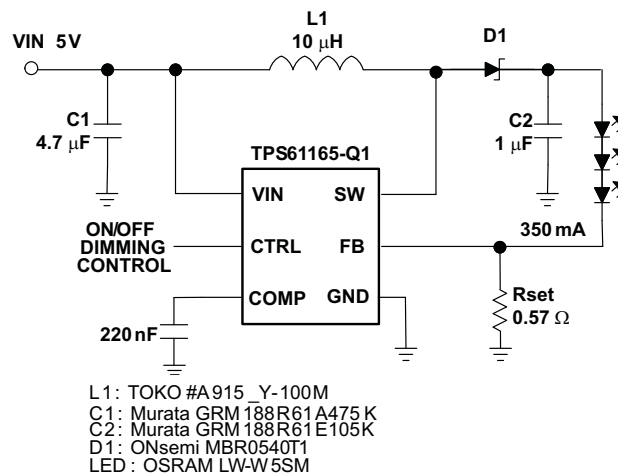 L1
10 µH
VIN 5V
D1
C1
4.7 µF
C2
1 µF
TPS61165-Q1
VIN
SW
ON/OFF
DIMMING
CONTROL
CTRL
FB
350 mA
COMP
GND
220 nF
Rset
0.57 Ω
L1: TOKO #A915_Y-100M
C1: Murata GRM188R61A475K
C2: Murata GRM188R61E105K
D1: ONsemi MBR0540T1
LED: OSRAM LW-W5SM